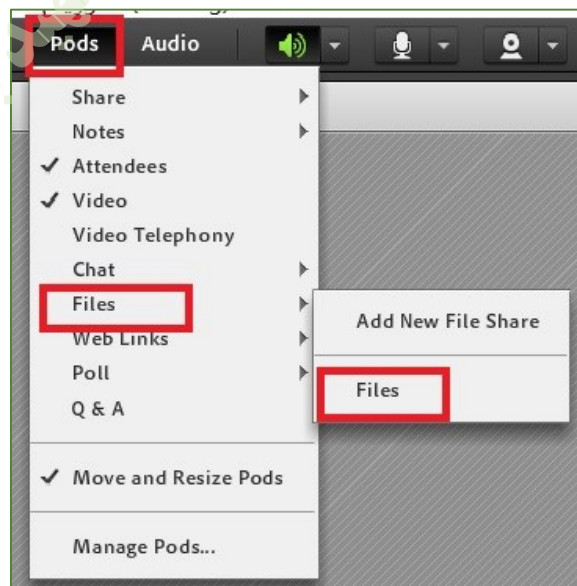 Pods Audio
Share
Notes
✓ Attendees
✓ Video
Video Telephony
Chat
Files
Add New File Share
Web Links
Poll
Files
Q & A
✓ Move and Resize Pods
Manage Pods...